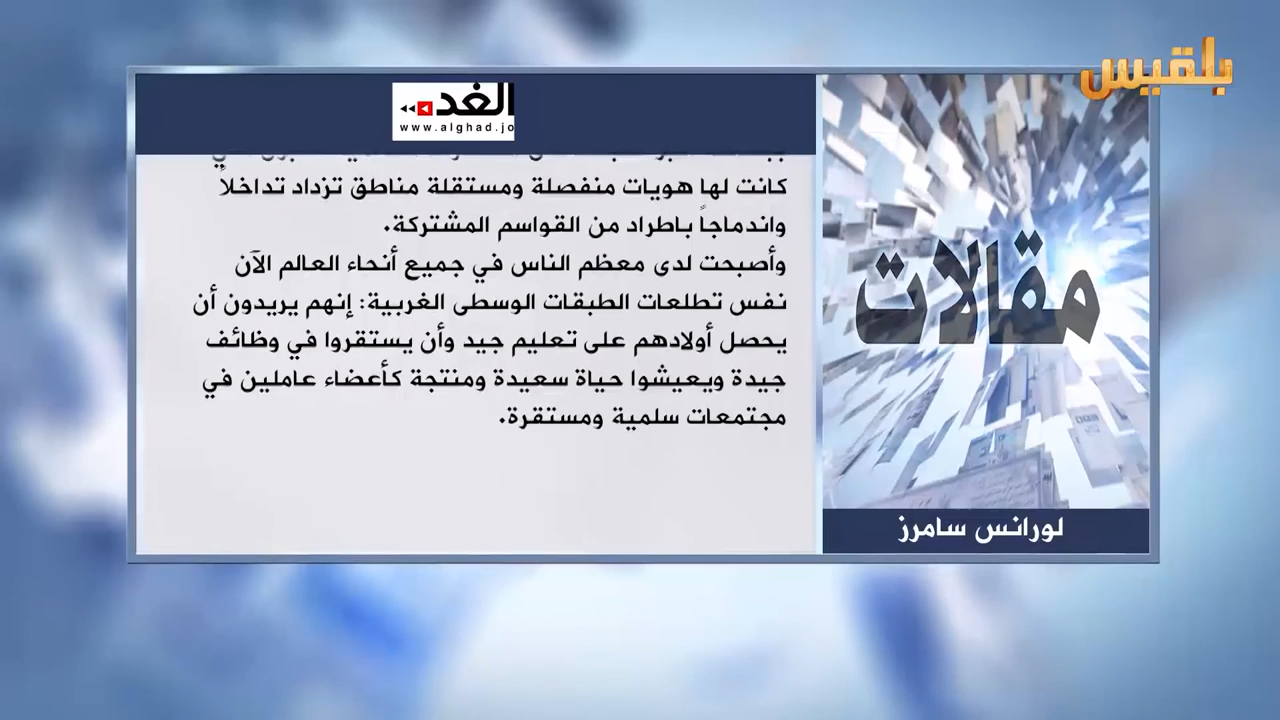 بلقيس
الغد
www.alghad.jo
كانت لها هويات منفصلة ومستقلة مناطق تزداد تداخلاً
واندماجاً باطراد من القواسم المشتركة.
وأصبحت لدى معظم الناس في جميع أنحاء العالم الآن
نفس تطلعات الطبقات الوسطى الغربية: إنهم يريدون أن
يحصل أولادهم على تعليم جيد وأن يستقروا في وظائف
جيدة ويعيشوا حياة سعيدة ومنتجة كأعضاء عاملين في
مجتمعات سلمية ومستقرة.
مقالات
لورانس سامرز